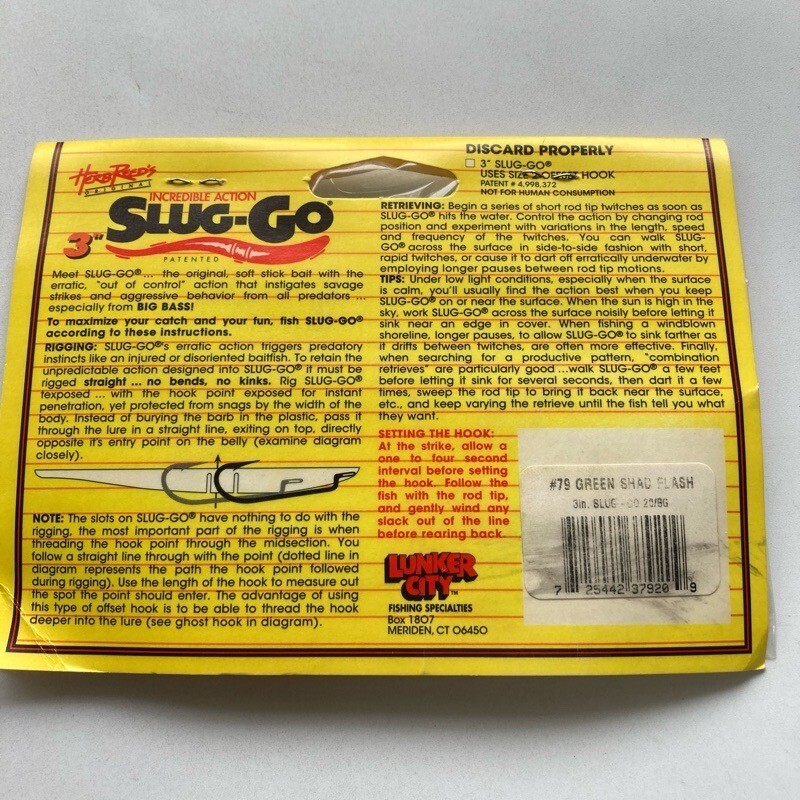 HERB REED'S
ORIGINAL
INCREDIBLE ACTION
3" SLUG-GO®
PATENTED
Meet SLUG-GO®... the original, soft stick bait with the
erratic, "out of control" action that instigates savage
strikes and aggressive behavior from all predators ...
especially from BIG BASS!
To maximize your catch and your fun, fish SLUG-GO®
according to these instructions.
RIGGING: SLUG-GO®'s erratic action triggers predatory
instincts like an injured or disoriented baitfish. To retain the
unpredictable action designed into SLUG-GO® it must be
rigged straight ... no bends, no kinks. Rig SLUG-GO®
texposed ... with the hook point exposed for instant
penetration, yet protected from snags by the width of the
body. Instead of burying the barb in the plastic, pass it
through the lure in a straight line, exiting on top, directly
opposite it's entry point on the belly (examine diagram
closely).
NOTE: The slots on SLUG-GO® have nothing to do with the
rigging, the most important part of the rigging is when
threading the hook point through the midsection. You
follow a straight line through with the point (dotted line in
diagram represents the path the hook point followed
during rigging). Use the length of the hook to measure out
the spot the point should enter. The advantage of using
this type of offset hook is to be able to thread the hook
deeper into the lure (see ghost hook in diagram).
DISCARD PROPERLY
3" SLUG-GO®
USES SIZE HOOK
PATENT # 4,998,372
NOT FOR HUMAN CONSUMPTION
RETRIEVING: Begin a series of short rod tip twitches as soon as
SLUG-GO® hits the water. Control the action by changing rod
position and experiment with variations in the length, speed
and frequency of the twitches. You can walk SLUG-
GO® across the surface in side-to-side fashion with short,
rapid twitches, or cause it to dart off erratically underwater by
employing longer pauses between rod tip motions.
TIPS: Under low light conditions, especially when the surface
is calm, you'll usually find the action best when you keep
SLUG-GO® on or near the surface. When the sun is high in the
sky, work SLUG-GO® across the surface noisily before letting it
sink near an edge in cover. When fishing a windblown
shoreline, longer pauses, to allow SLUG-GO® to sink farther as
it drifts between twitches, are often more effective. Finally,
when searching for a productive pattern, "combination
retrieves" are particularly good ...walk SLUG-GO® a few feet
before letting it sink for several seconds, then dart it a few
times, sweep the rod tip to bring it back near the surface,
etc., and keep varying the retrieve until the fish tell you what
they want.
SETTING THE HOOK:
At the strike, allow a
one to four second
interval before setting
the hook. Follow the
fish with the rod tip,
and gently wind any
slack out of the line
before rearing back.
LUNKER
CITY™
FISHING SPECIALTIES
Box 1807
MERIDEN, CT 06450
#79 GREEN SHAD FLASH
3in. SLUG-GO 20/BG
7 25442 37920 9